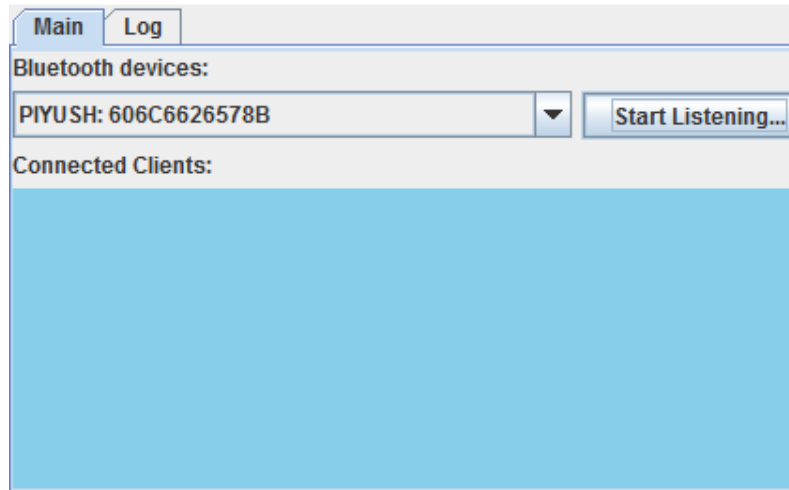 Main Log
Bluetooth devices:
PIYUSH: 606C6626578B Start Listening...
Connected Clients: